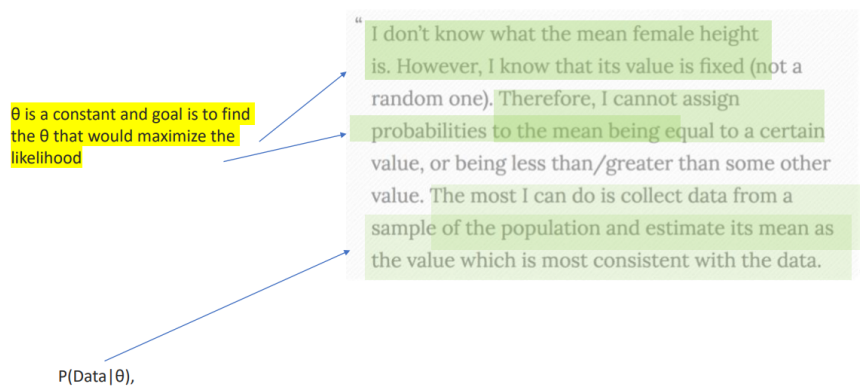 “
I don’t know what the mean female height
is. However, I know that its value is fixed (not a
random one). Therefore, I cannot assign
probabilities to the mean being equal to a certain
value, or being less than/greater than some other
value. The most I can do is collect data from a
sample of the population and estimate its mean as
the value which is most consistent with the data.
θ is a constant and goal is to find
the θ that would maximize the
likelihood
P(Data|θ),